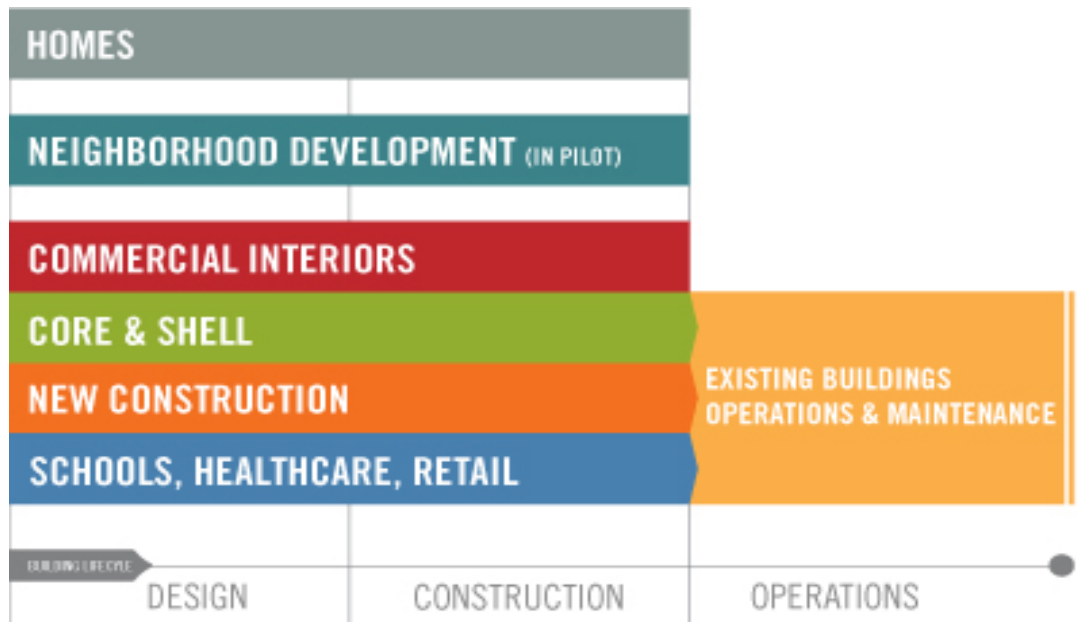 HOMES
NEIGHBORHOOD DEVELOPMENT (IN PILOT)
COMMERCIAL INTERIORS
CORE & SHELL
NEW CONSTRUCTION
EXISTING BUILDINGS
OPERATIONS & MAINTENANCE
SCHOOLS, HEALTHCARE, RETAIL
BUILDING LIFECYLE
DESIGN
CONSTRUCTION
OPERATIONS